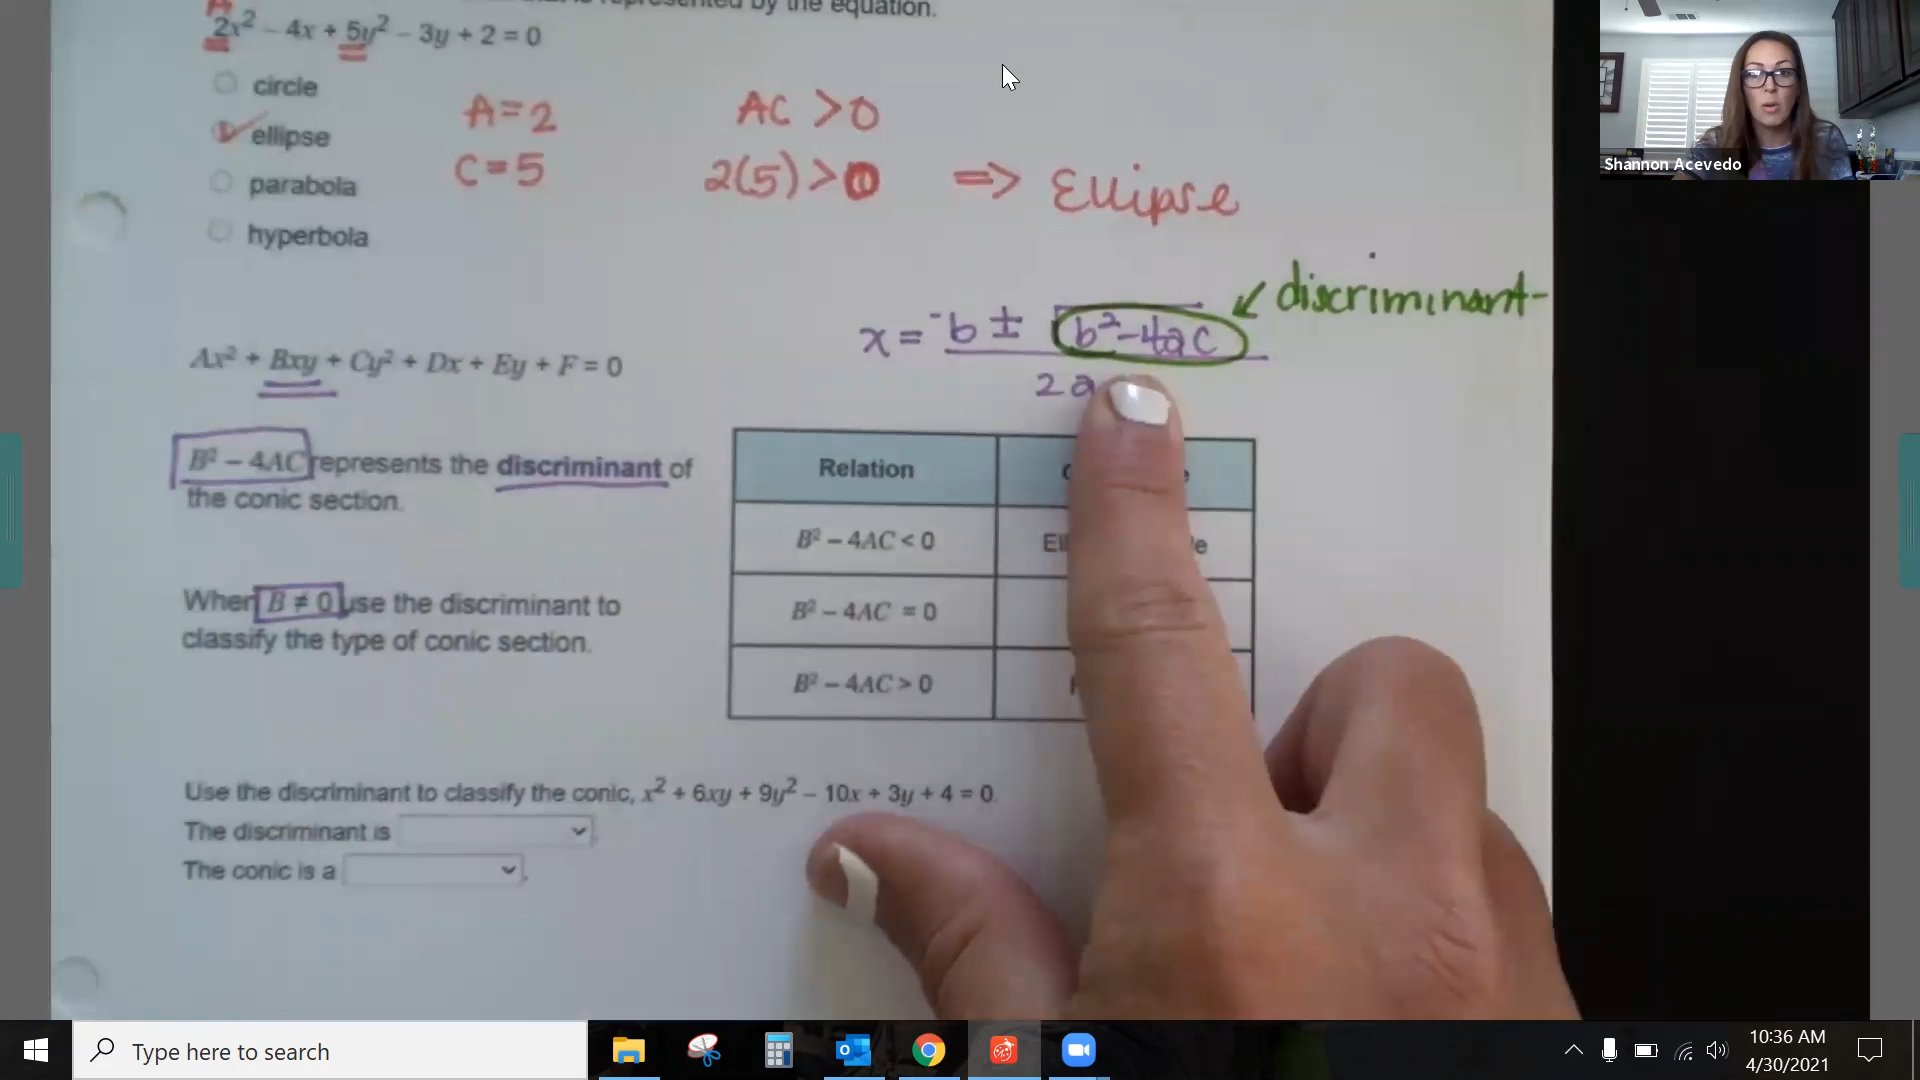 represented by the equation.
2x² - 4x + 5y² - 3y + 2 = 0
circle
ellipse
parabola
hyperbola
A=2
C=5
AC >0
2(5)>0
=> Ellipse
Shannon Acevedo
discriminant-
x = -b ± b²-4ac
2a
Ax² + Bxy + Cy² + Dx + Ey + F = 0
B² – 4AC represents the discriminant of
the conic section.
When B ≠ 0 use the discriminant to
classify the type of conic section.
Relation
B² – 4AC < 0
B² – 4AC = 0
B² – 4AC > 0
Use the discriminant to classify the conic, x² + 6xy + 9y² – 10x + 3y + 4 = 0.
The discriminant is
The conic is a
Type here to search
10:36 AM
4/30/2021